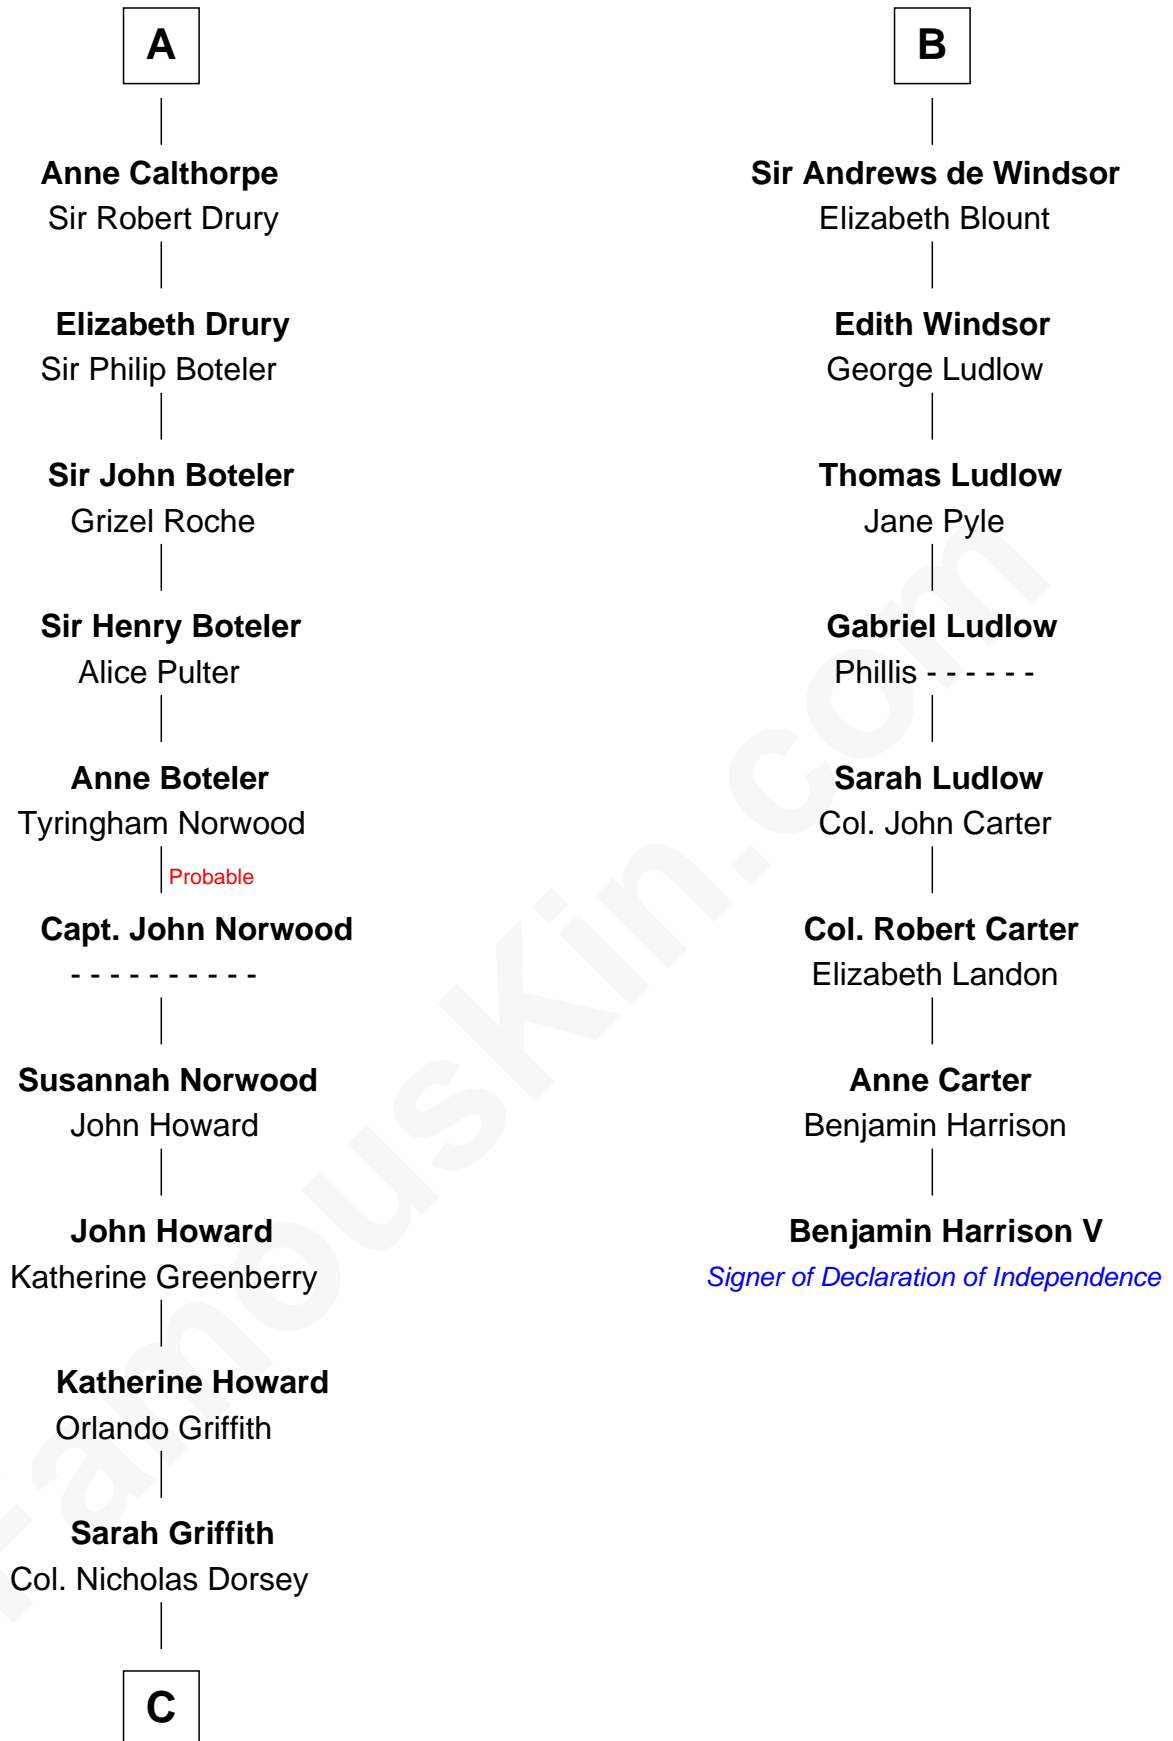 A
Anne Calthorpe
Sir Robert Drury
Elizabeth Drury
Sir Philip Boteler
Sir John Boteler
Grizel Roche
Sir Henry Boteler
Alice Pulter
Anne Boteler
Tyringham Norwood
Probable
Capt. John Norwood
- - - - - - - - - -
Susannah Norwood
John Howard
John Howard
Katherine Greenberry
Katherine Howard
Orlando Griffith
Sarah Griffith
Col. Nicholas Dorsey
C
B
Sir Andrews de Windsor
Elizabeth Blount
Edith Windsor
George Ludlow
Thomas Ludlow
Jane Pyle
Gabriel Ludlow
Phillis - - - - - -
Sarah Ludlow
Col. John Carter
Col. Robert Carter
Elizabeth Landon
Anne Carter
Benjamin Harrison
Benjamin Harrison V
Signer of Declaration of Independence
FamousKin.com